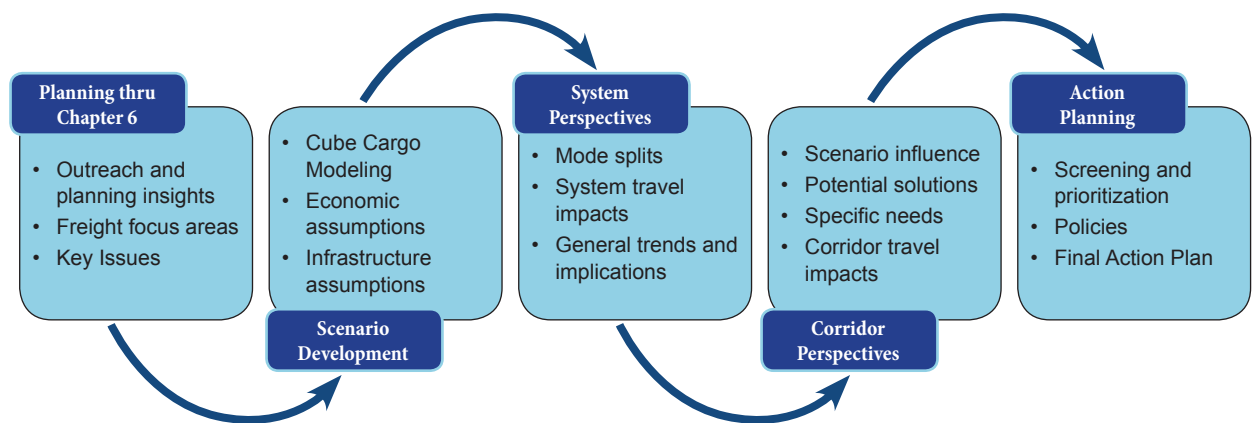 Planning thru
Chapter 6
• Outreach and
planning insights
• Freight focus areas
• Key Issues
• Cube Cargo
Modeling
• Economic
assumptions
• Infrastructure
assumptions
Scenario
Development
System
Perspectives
• Mode splits
• System travel
impacts
• General trends and
implications
• Scenario influence
• Potential solutions
• Specific needs
• Corridor travel
impacts
Corridor
Perspectives
Action
Planning
• Screening and
prioritization
• Policies
• Final Action Plan